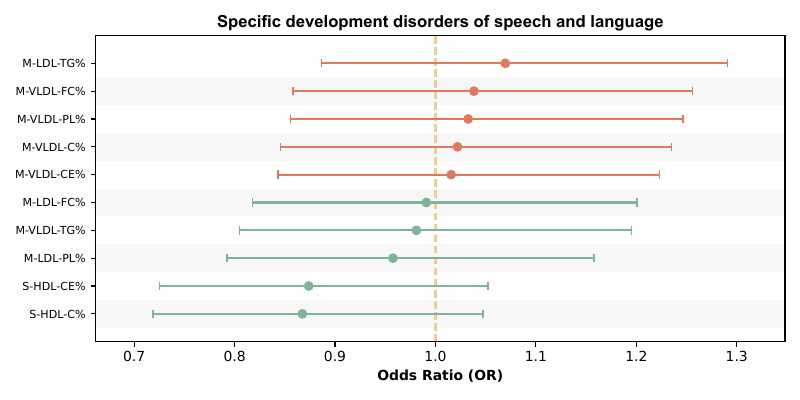 Specific development disorders of speech and language
M-LDL-TG%
M-VLDL-FC%
M-VLDL-PL%
M-VLDL-C%
M-VLDL-CE%
M-LDL-FC%
M-VLDL-TG%
M-LDL-PL%
S-HDL-CE%
S-HDL-C%
0.7 0.8 0.9 1.0 1.1 1.2 1.3
Odds Ratio (OR)